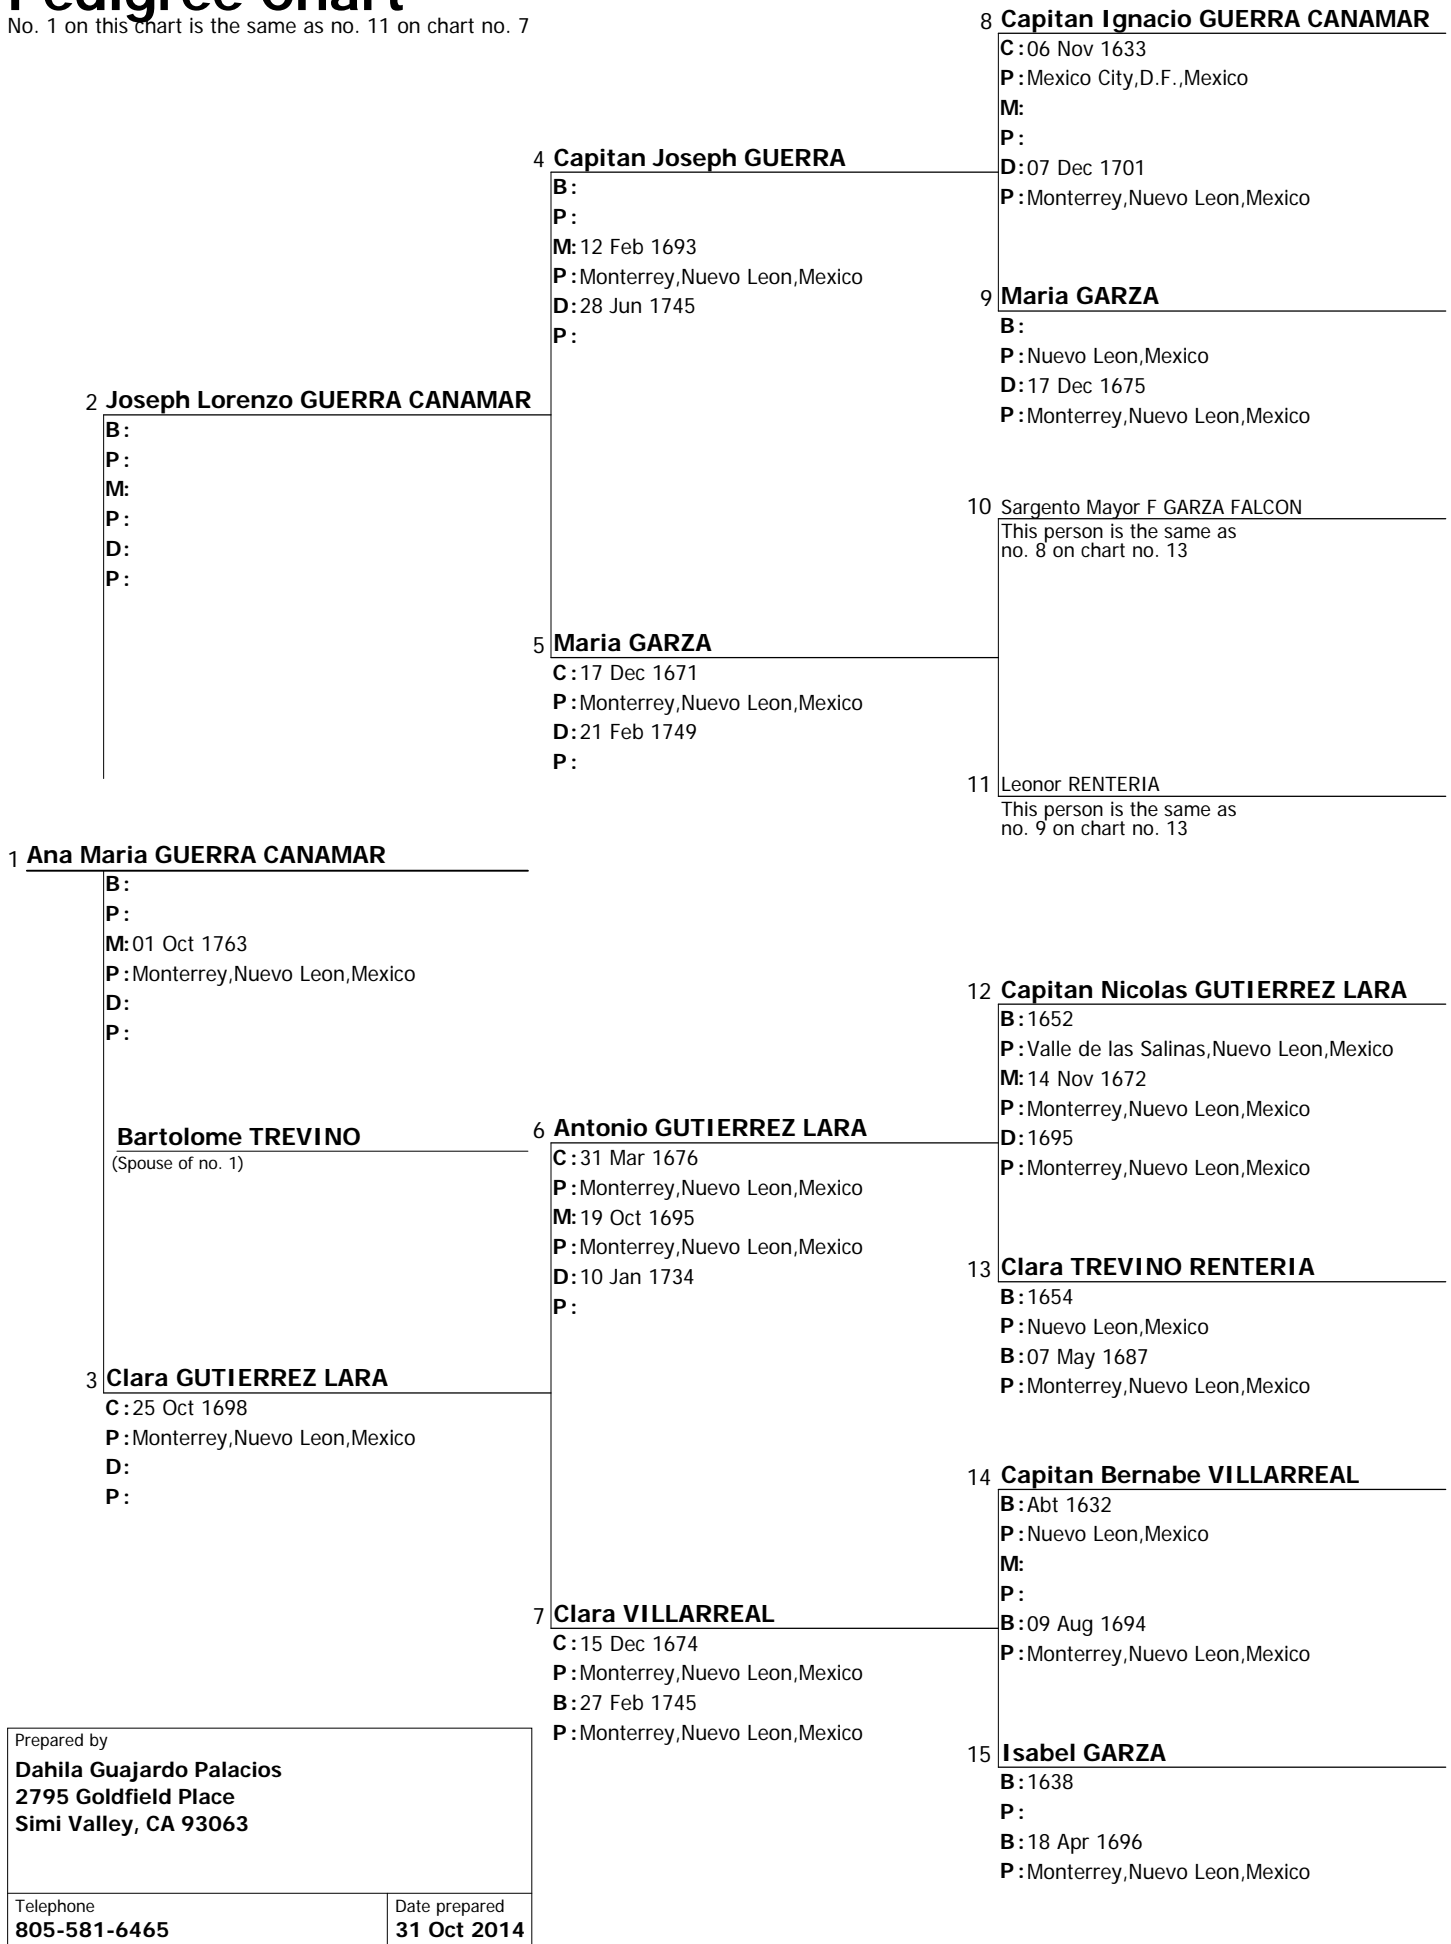 Pedigree Chart
No. 1 on this chart is the same as no. 11 on chart no. 7
8 Capitan Ignacio GUERRA CANAMAR
C: 06 Nov 1633
P: Mexico City,D.F.,Mexico
M:
P:
D: 07 Dec 1701
P: Monterrey,Nuevo Leon,Mexico
4 Capitan Joseph GUERRA
B:
P:
M: 12 Feb 1693
P: Monterrey,Nuevo Leon,Mexico
D: 28 Jun 1745
P:
9 Maria GARZA
B:
P: Nuevo Leon,Mexico
D: 17 Dec 1675
P: Monterrey,Nuevo Leon,Mexico
2 Joseph Lorenzo GUERRA CANAMAR
B:
P:
M:
P:
D:
P:
10 Sargento Mayor F GARZA FALCON
This person is the same as
no. 8 on chart no. 13
5 Maria GARZA
C: 17 Dec 1671
P: Monterrey,Nuevo Leon,Mexico
D: 21 Feb 1749
P:
11 Leonor RENTERIA
This person is the same as
no. 9 on chart no. 13
1 Ana Maria GUERRA CANAMAR
B:
P:
M: 01 Oct 1763
P: Monterrey,Nuevo Leon,Mexico
D:
P:
Bartolome TREVINO
(Spouse of no. 1)
12 Capitan Nicolas GUTIERREZ LARA
B: 1652
P: Valle de las Salinas,Nuevo Leon,Mexico
M: 14 Nov 1672
P: Monterrey,Nuevo Leon,Mexico
D: 1695
P: Monterrey,Nuevo Leon,Mexico
6 Antonio GUTIERREZ LARA
C: 31 Mar 1676
P: Monterrey,Nuevo Leon,Mexico
M: 19 Oct 1695
P: Monterrey,Nuevo Leon,Mexico
D: 10 Jan 1734
P:
13 Clara TREVINO RENTERIA
B: 1654
P: Nuevo Leon,Mexico
B: 07 May 1687
P: Monterrey,Nuevo Leon,Mexico
3 Clara GUTIERREZ LARA
C: 25 Oct 1698
P: Monterrey,Nuevo Leon,Mexico
D:
P:
14 Capitan Bernabe VILLARREAL
B: Abt 1632
P: Nuevo Leon,Mexico
M:
P:
B: 09 Aug 1694
P: Monterrey,Nuevo Leon,Mexico
7 Clara VILLARREAL
C: 15 Dec 1674
P: Monterrey,Nuevo Leon,Mexico
B: 27 Feb 1745
P: Monterrey,Nuevo Leon,Mexico
15 Isabel GARZA
B: 1638
P:
B: 18 Apr 1696
P: Monterrey,Nuevo Leon,Mexico
Prepared by
Dahila Guajardo Palacios
2795 Goldfield Place
Simi Valley, CA 93063
Telephone
805-581-6465
Date prepared
31 Oct 2014